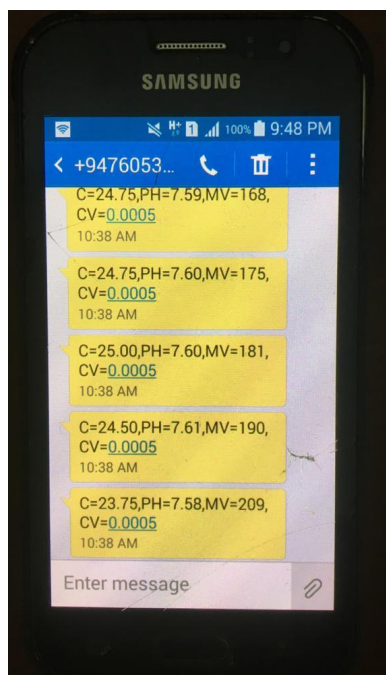 SAMSUNG
H+ 1 100% 9:48 PM
+9476053...
C=24.75,PH=7.59,MV=168,
CV=0.0005
10:38 AM
C=24.75,PH=7.60,MV=175,
CV=0.0005
10:38 AM
C=25.00,PH=7.60,MV=181,
CV=0.0005
10:38 AM
C=24.50,PH=7.61,MV=190,
CV=0.0005
10:38 AM
C=23.75,PH=7.58,MV=209,
CV=0.0005
10:38 AM
Enter message